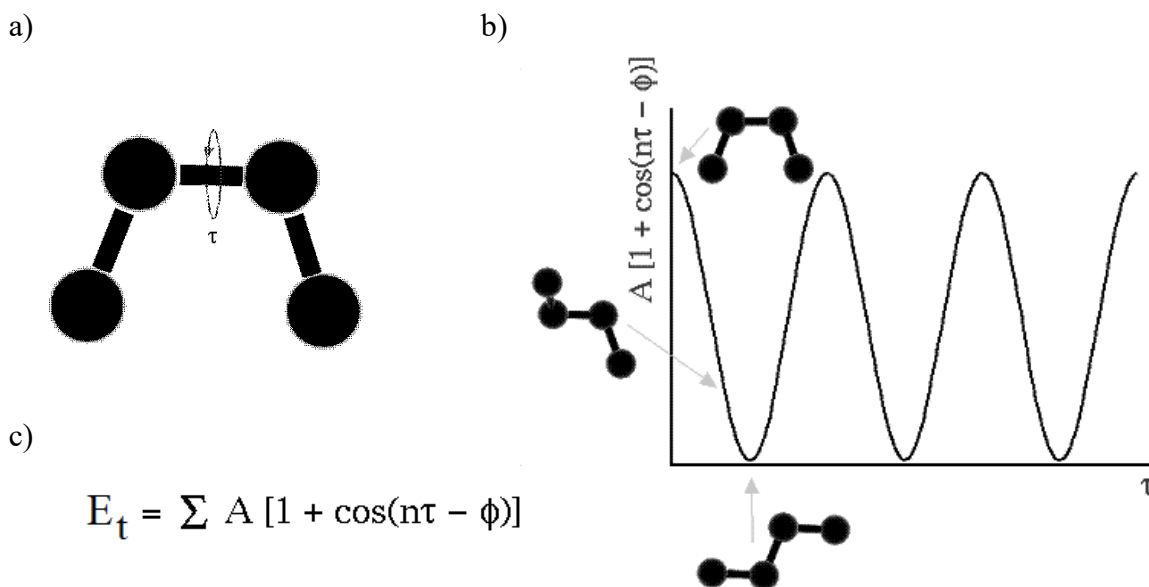 a)
b)
τ
A [1 + cos(nτ − ϕ)]
c)
E_t = Σ A [1 + cos(nτ − ϕ)]
τ